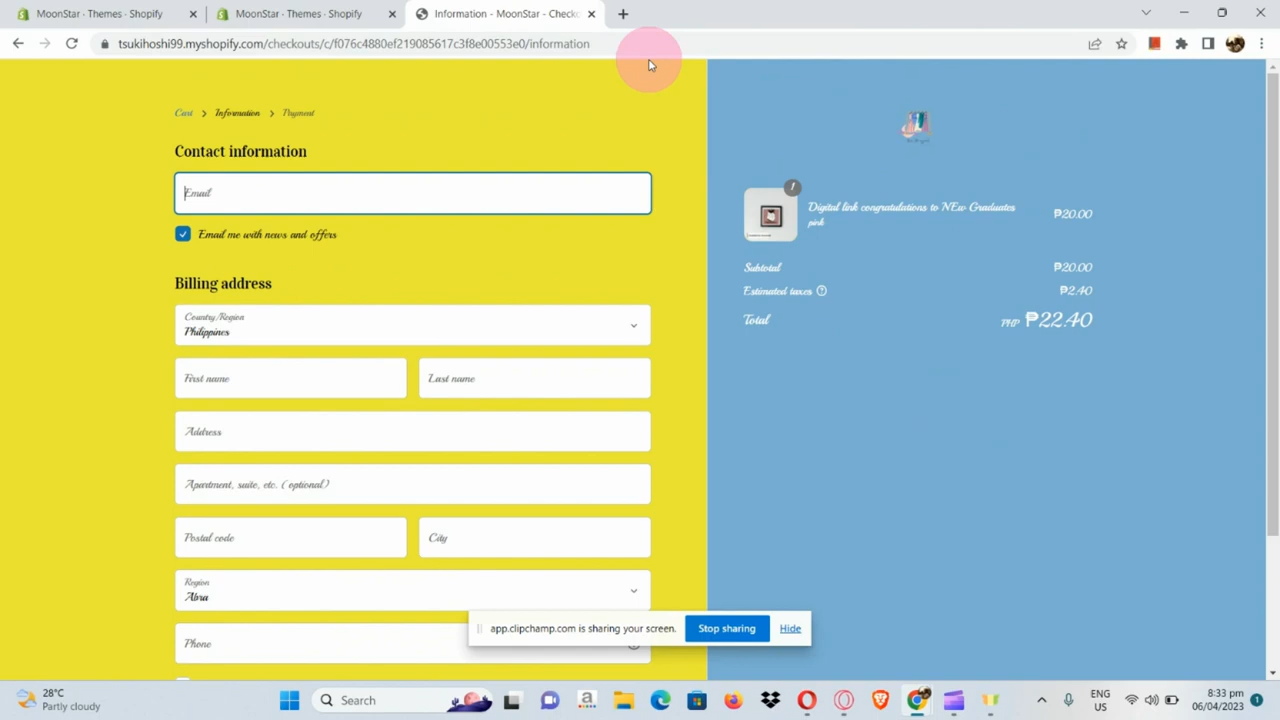 MoonStar - Themes - Shopify
MoonStar - Themes - Shopify
Information - MoonStar - Checko
tsukihoshi99.myshopify.com/checkouts/c/f076c4880ef219085617c3f8e00553e0/information
Cart > Information > Payment
Contact information
Email
Email me with news and offers
Billing address
Country/Region
Philippines
First name
Last name
Address
Apartment, suite, etc. (optional)
Postal code
City
Region
Abra
Phone
1
Digital link congratulations to NEw Graduates
₱20.00
pink
Subtotal
₱20.00
Estimated taxes
₱2.40
Total
PHP ₱22.40
app.clipchamp.com is sharing your screen.
Stop sharing
Hide
28°C
Partly cloudy
Search
ENG
US
8:33 pm
06/04/2023
1